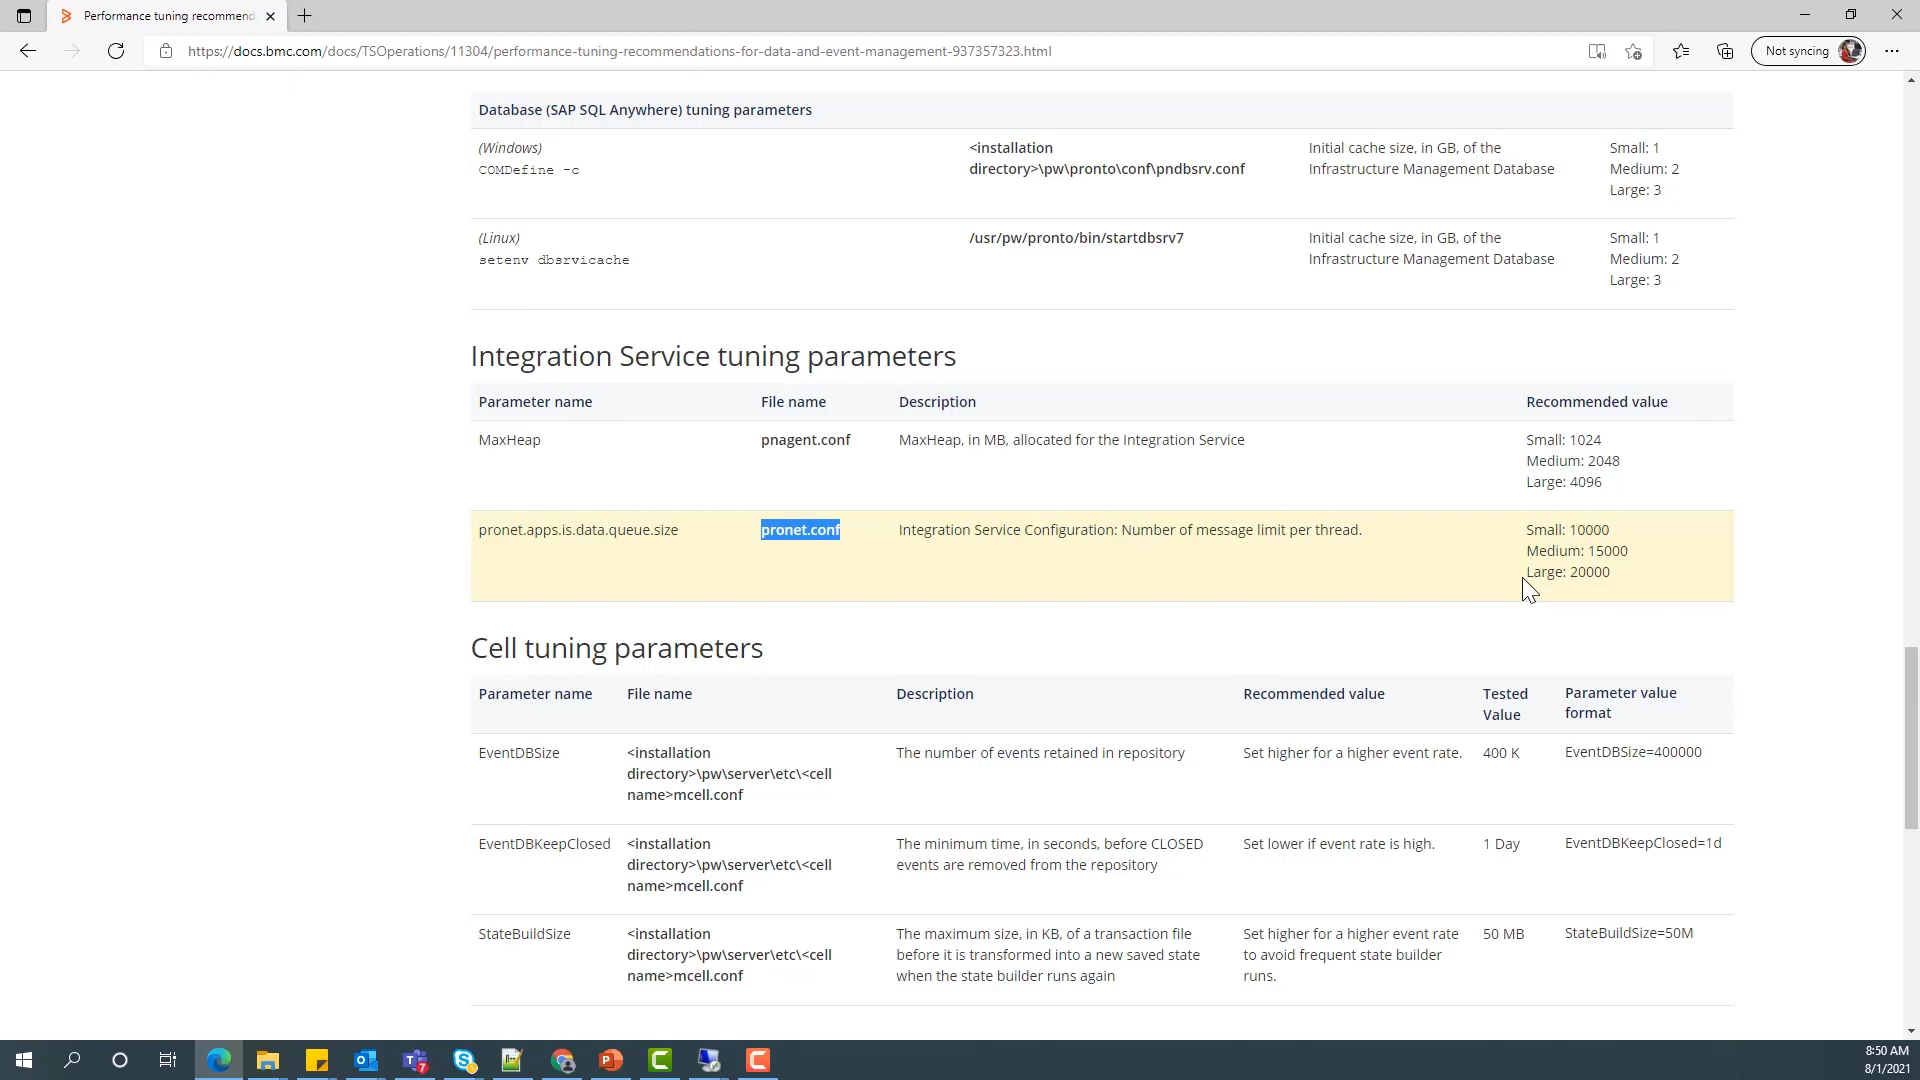 Performance tuning recommend
Not syncing
https://docs.bmc.com/docs/TSOperations/11304/performance-tuning-recommendations-for-data-and-event-management-937357323.html
Database (SAP SQL Anywhere) tuning parameters
(Windows)
COMDefine -c
<installation
directory>\pw\pronto\conf\pndbsrv.conf
Initial cache size, in GB, of the
Infrastructure Management Database
Small: 1
Medium: 2
Large: 3
(Linux)
setenv dbsrvicache
/usr/pw/pronto/bin/startdbsrv7
Initial cache size, in GB, of the
Infrastructure Management Database
Small: 1
Medium: 2
Large: 3
Integration Service tuning parameters
Parameter name File name Description Recommended value
MaxHeap pnagent.conf MaxHeap, in MB, allocated for the Integration Service
Small: 1024
Medium: 2048
Large: 4096
pronet.apps.is.data.queue.size pronet.conf Integration Service Configuration: Number of message limit per thread.
Small: 10000
Medium: 15000
Large: 20000
Cell tuning parameters
Parameter name File name Description Recommended value
Tested
Value
Parameter value
format
EventDBSize
<installation
directory>\pw\server\etc\<cell
name>mcell.conf
The number of events retained in repository
Set higher for a higher event rate.
400 K
EventDBSize=400000
EventDBKeepClosed
<installation
directory>\pw\server\etc\<cell
name>mcell.conf
The minimum time, in seconds, before CLOSED
events are removed from the repository
Set lower if event rate is high.
1 Day
EventDBKeepClosed=1d
StateBuildSize
<installation
directory>\pw\server\etc\<cell
name>mcell.conf
The maximum size, in KB, of a transaction file
before it is transformed into a new saved state
when the state builder runs again
Set higher for a higher event rate
to avoid frequent state builder
runs.
50 MB
StateBuildSize=50M
8:50 AM
8/1/2021